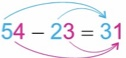 54 − 23 = 31